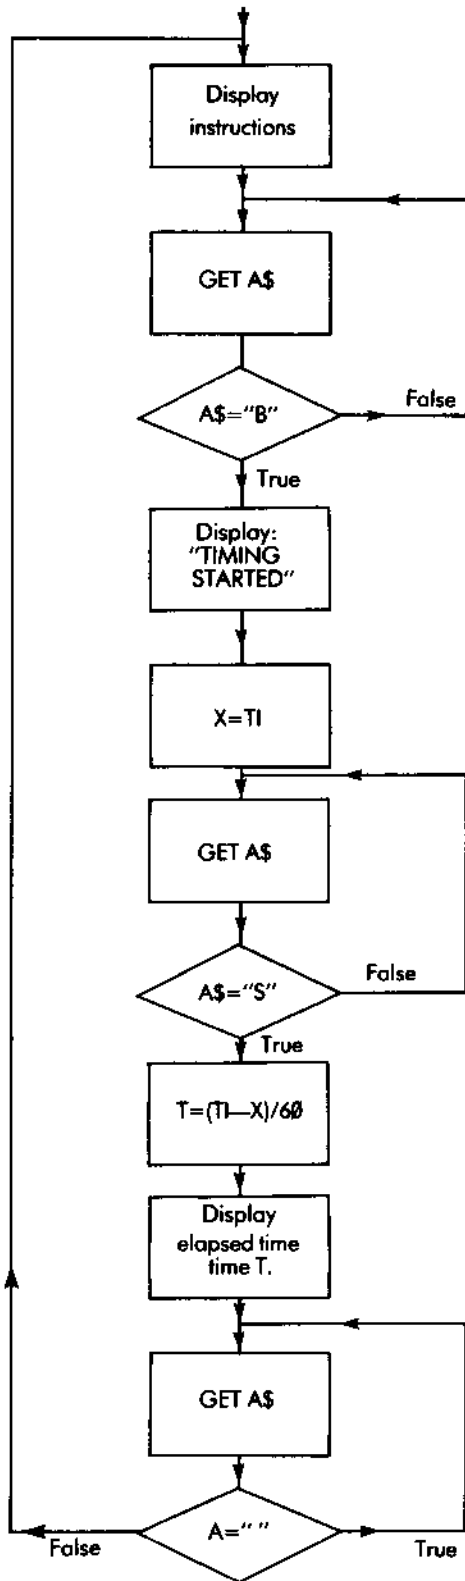 Display
instructions
GET A$
A$="B"
False
True
Display:
"TIMING
STARTED"
X=TI
GET A$
A$="S"
False
True
T=(TI—X)/60
Display
elapsed time
time T.
GET A$
A=" "
False
True